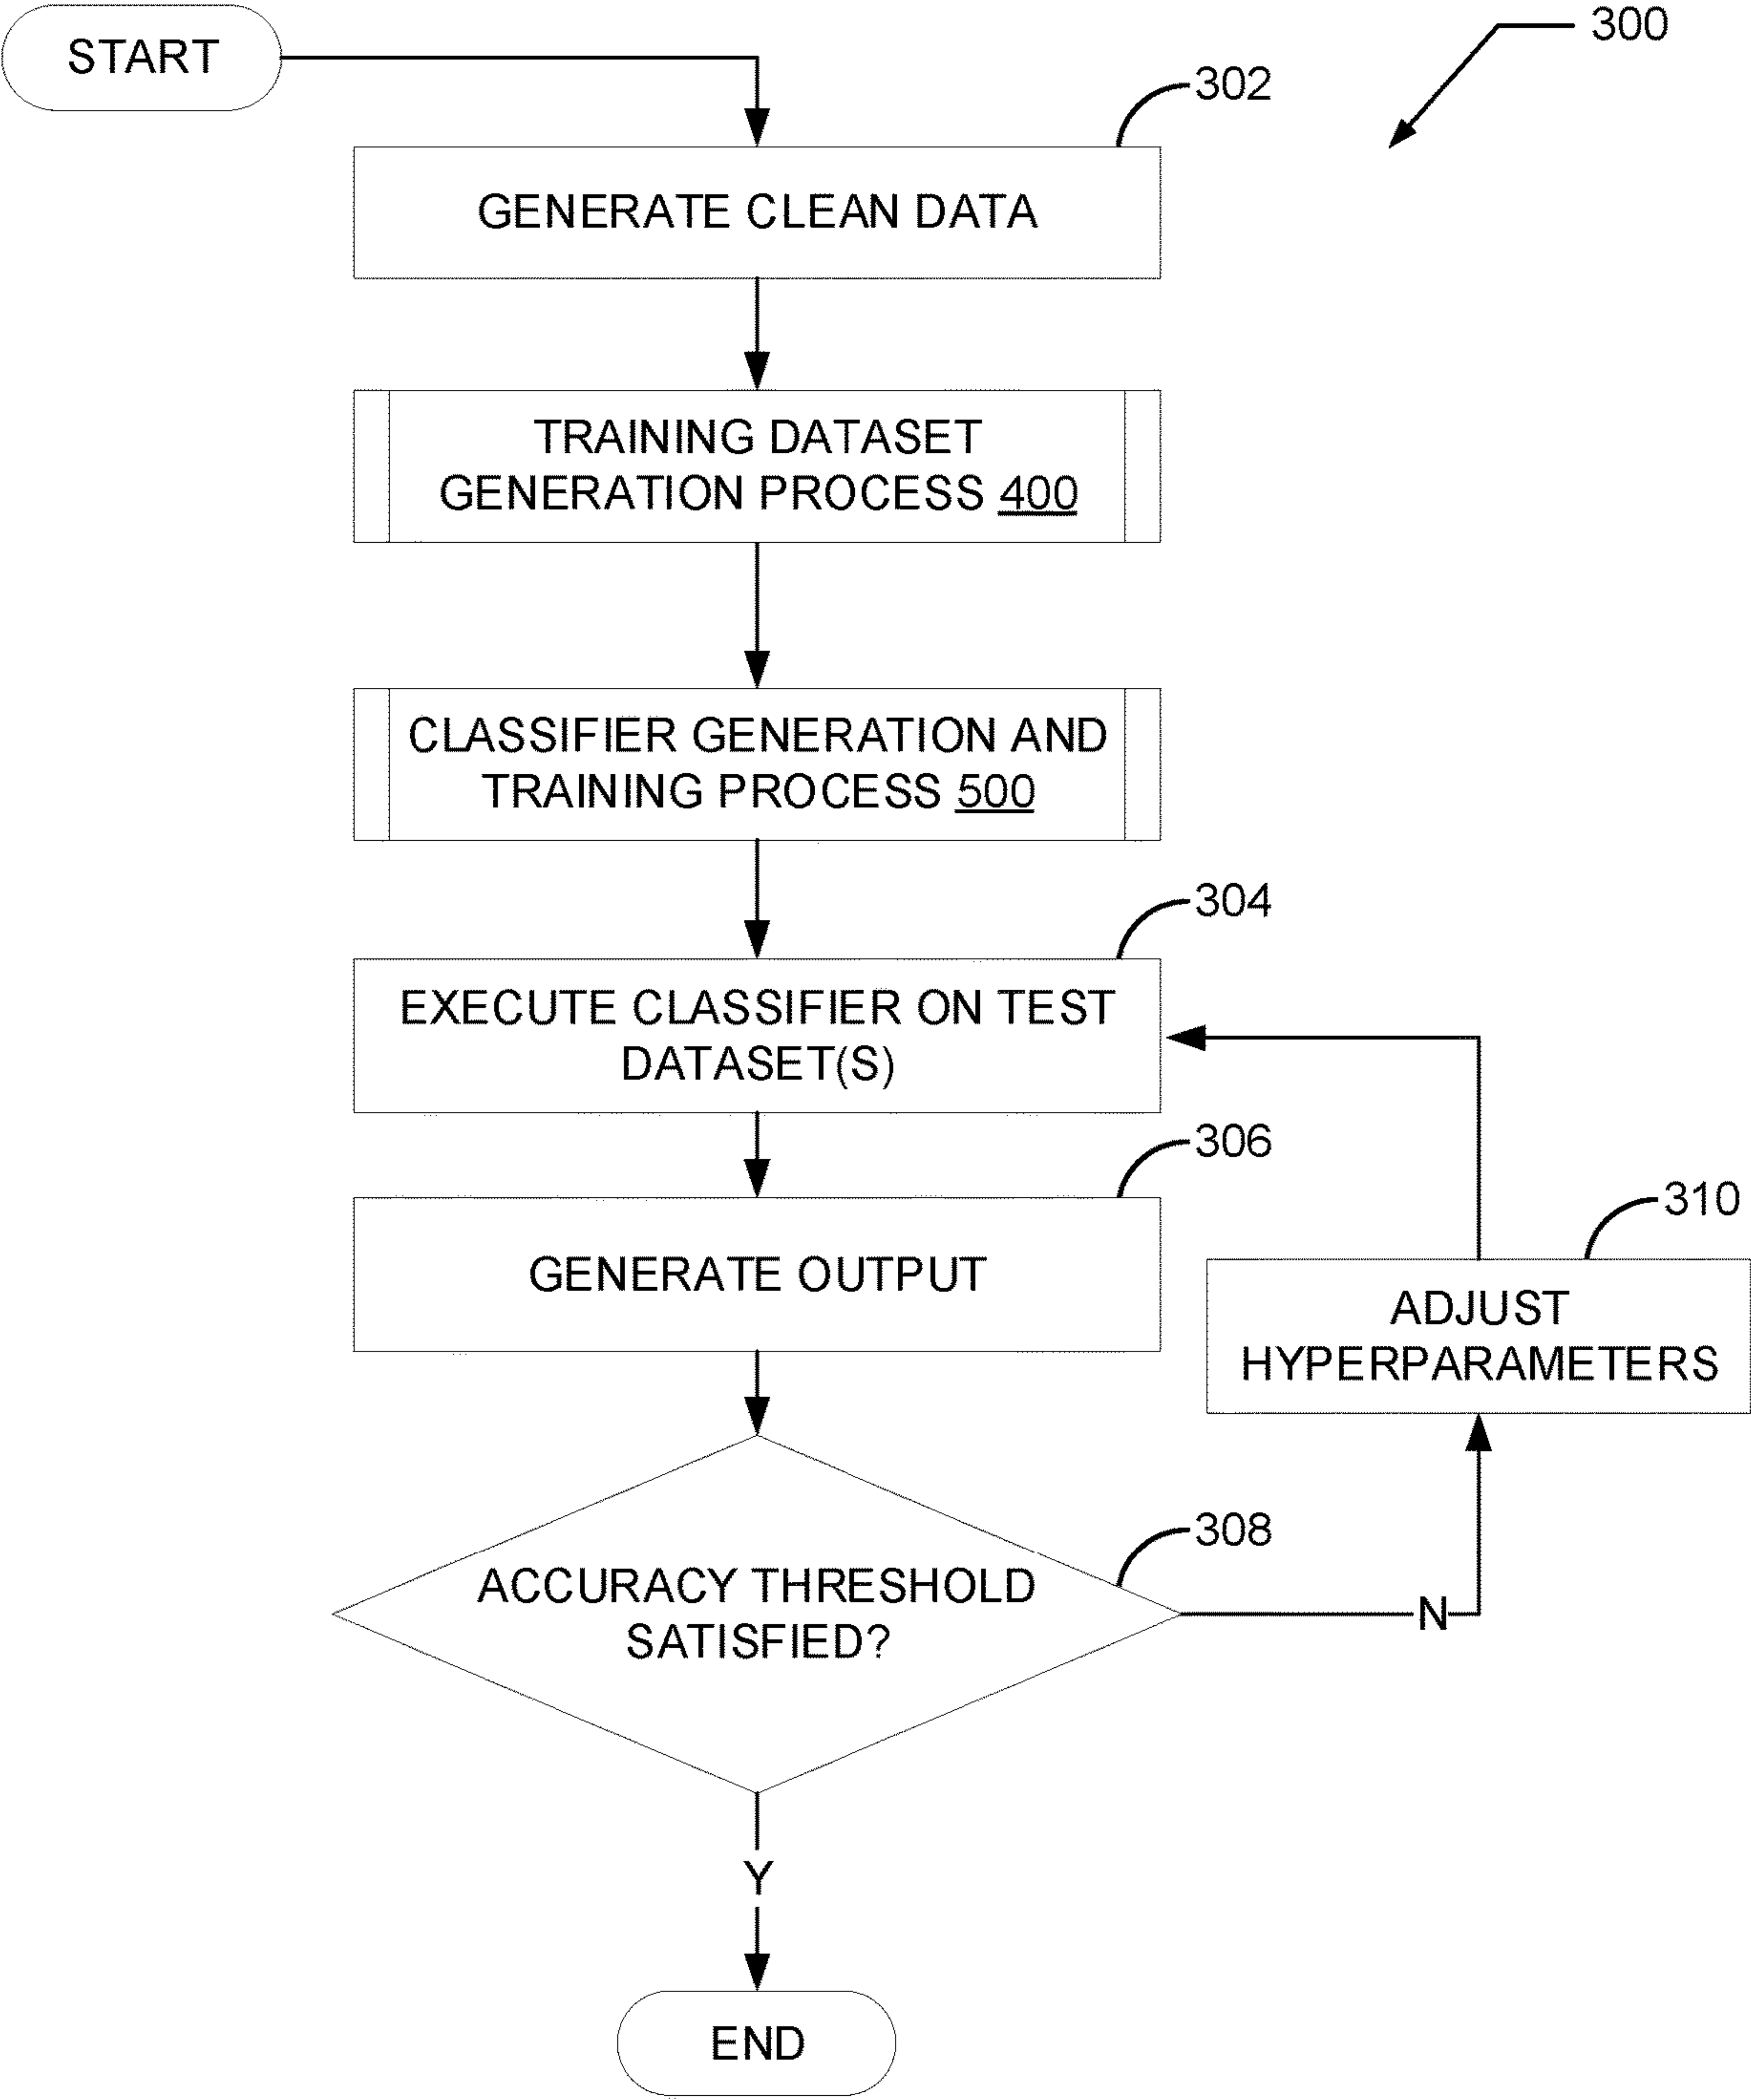 START
300
302
GENERATE CLEAN DATA
TRAINING DATASET
GENERATION PROCESS 400
CLASSIFIER GENERATION AND
TRAINING PROCESS 500
304
EXECUTE CLASSIFIER ON TEST
DATASET(S)
306
GENERATE OUTPUT
310
ADJUST
HYPERPARAMETERS
308
ACCURACY THRESHOLD
SATISFIED?
N
Y
END